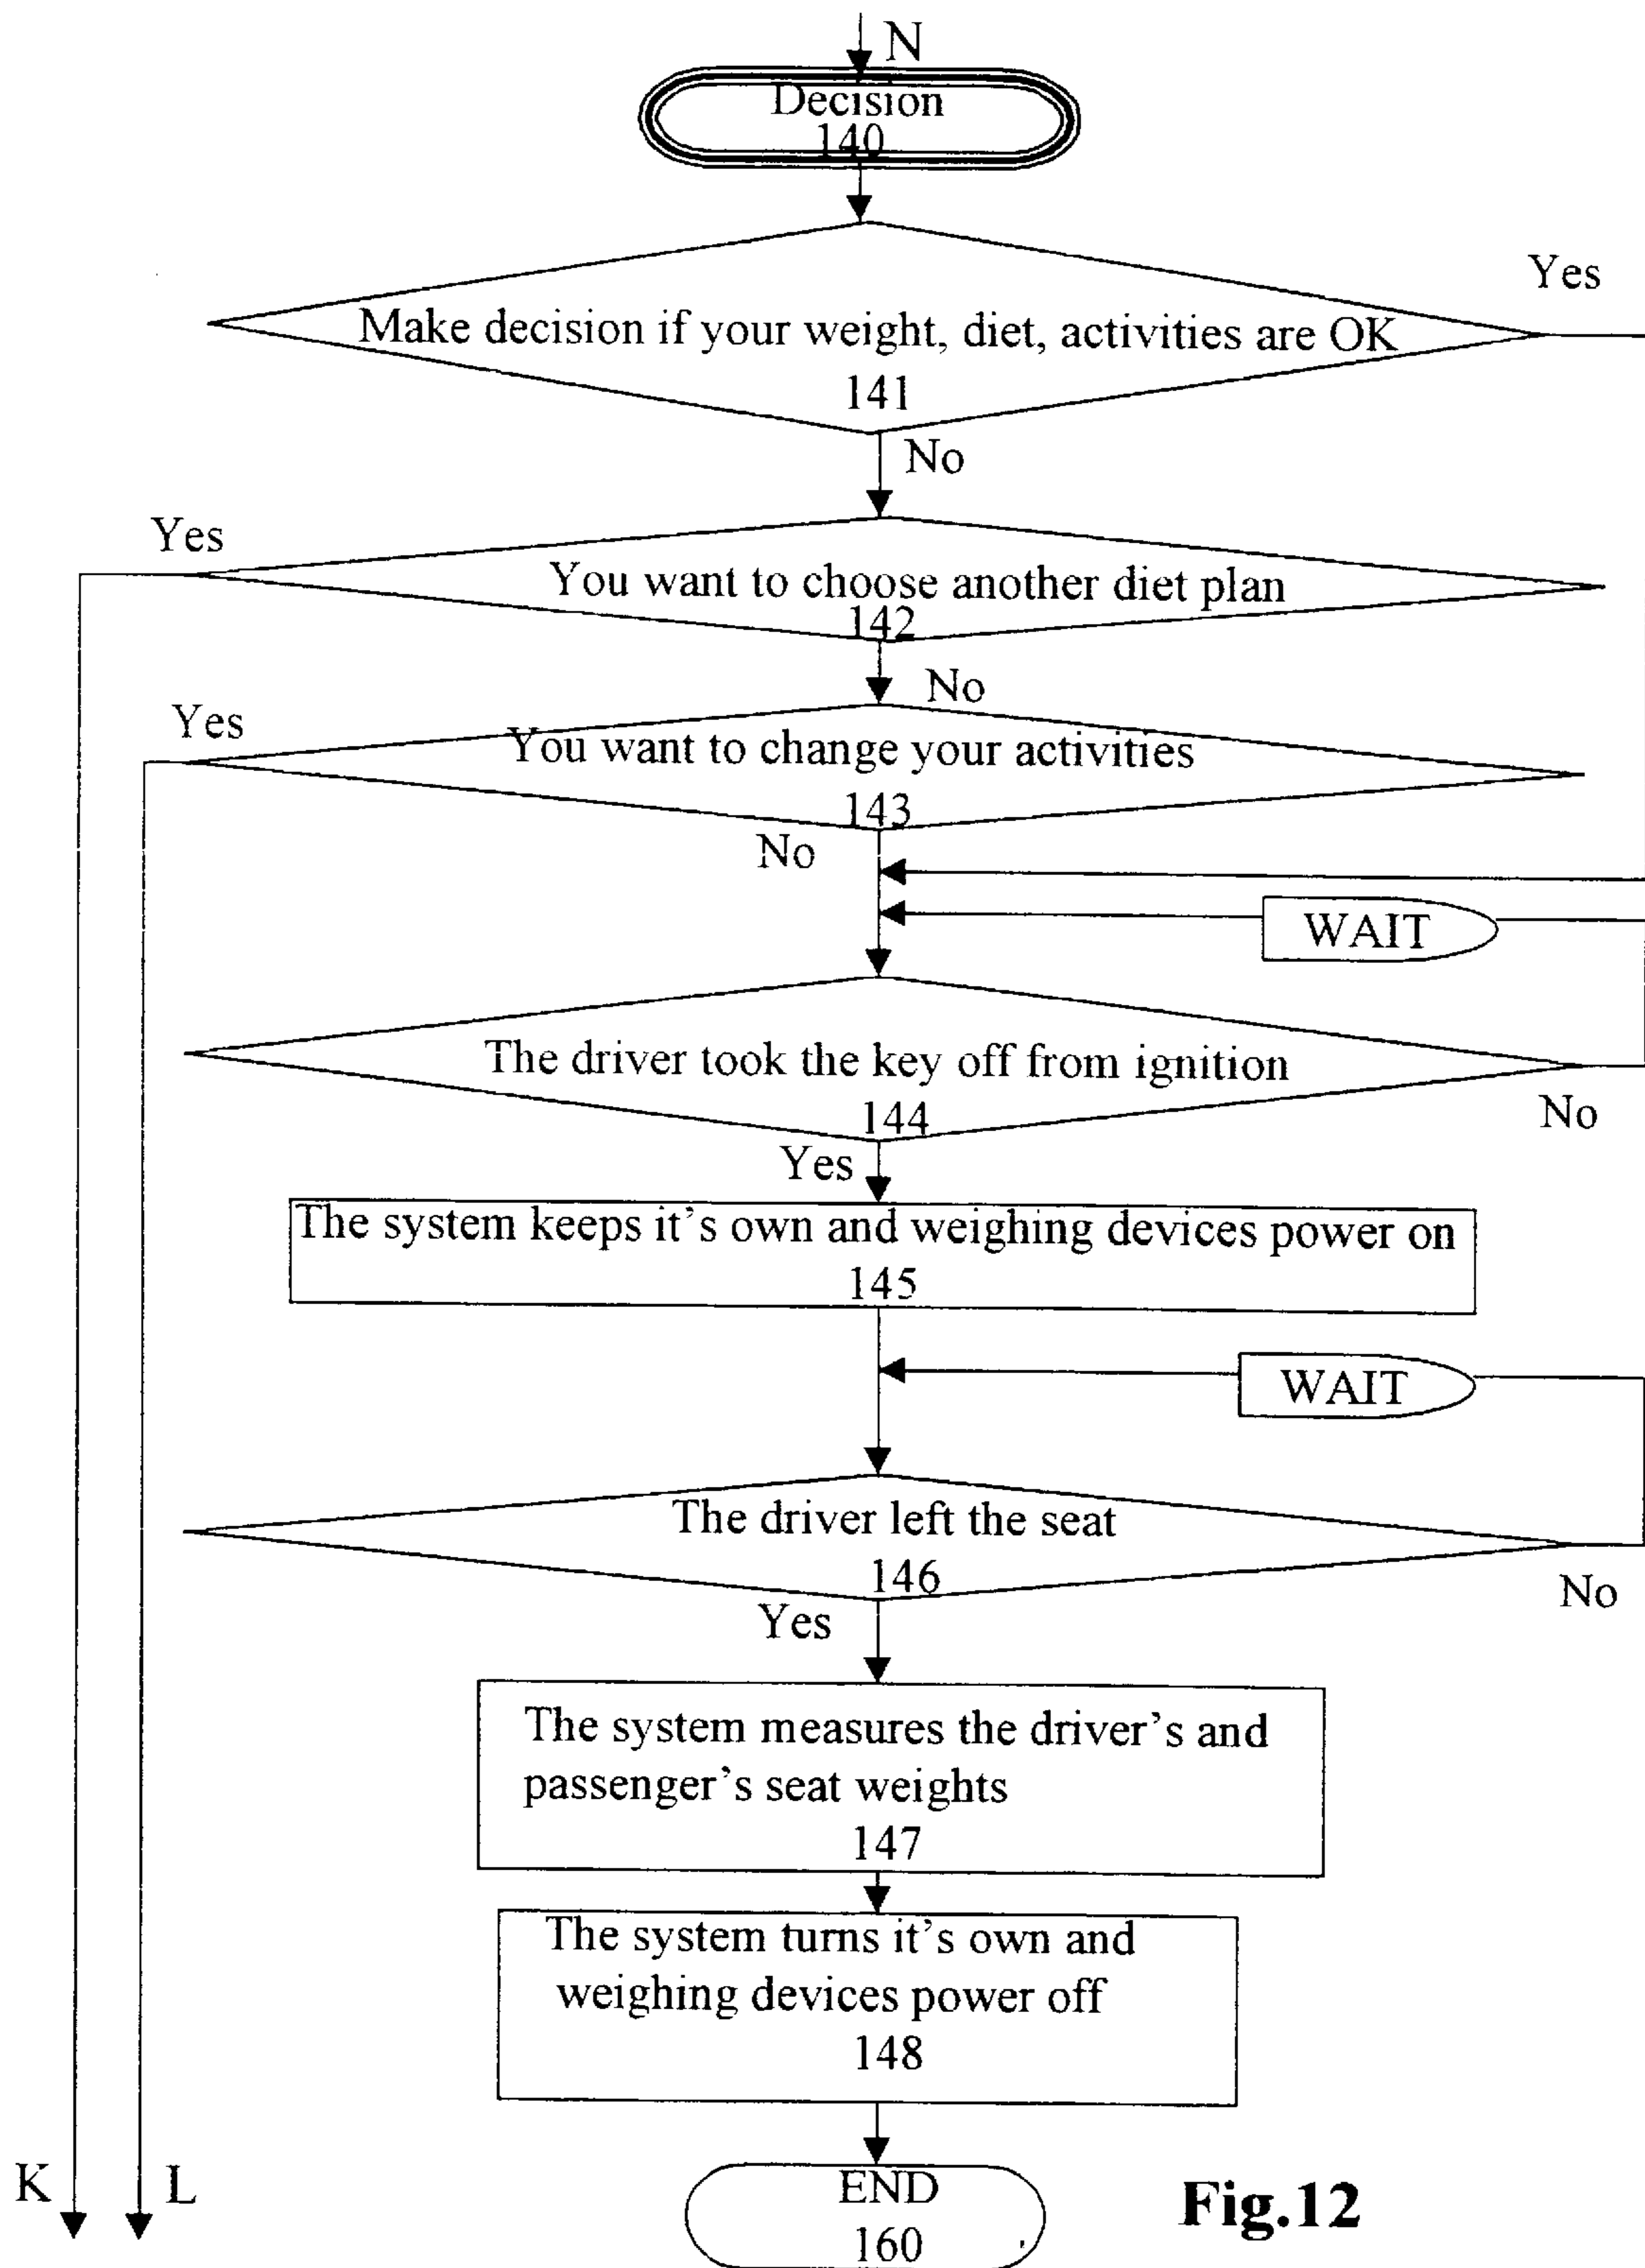 N
Decision
140
Yes
Make decision if your weight, diet, activities are OK
141
No
Yes
You want to choose another diet plan
142
No
Yes
You want to change your activities
143
No
WAIT
The driver took the key off from ignition
144
No
Yes
The system keeps it's own and weighing devices power on
145
WAIT
The driver left the seat
146
No
Yes
The system measures the driver's and
passenger's seat weights
147
The system turns it's own and
weighing devices power off
148
K
L
END
160
Fig.12